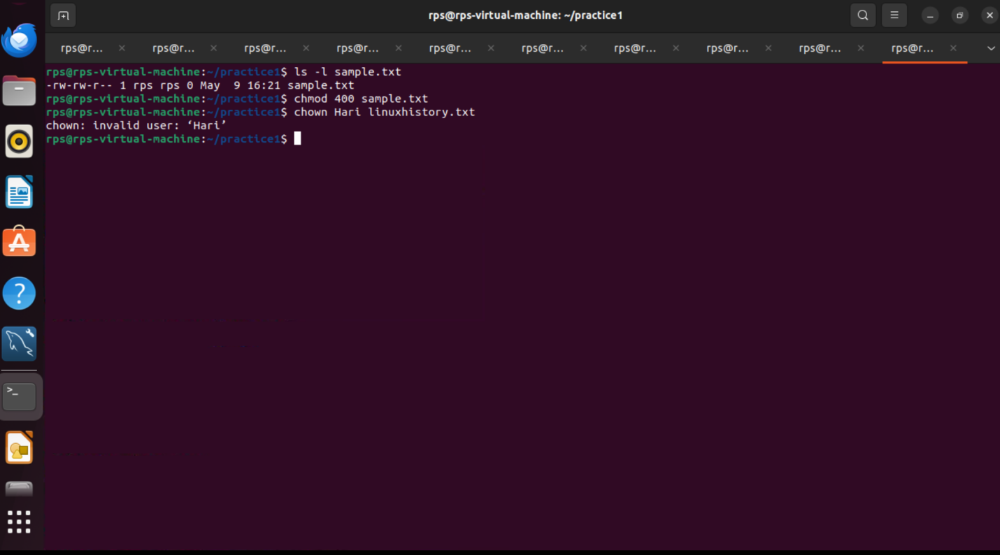 rps@rps-virtual-machine: ~/practice1
rps@r... rps@r... rps@r... rps@r... rps@r... rps@r... rps@r... rps@r... rps@r... rps@r...
rps@rps-virtual-machine:~/practice1$ ls -l sample.txt
-rw-rw-r-- 1 rps rps 0 May  9 16:21 sample.txt
rps@rps-virtual-machine:~/practice1$ chmod 400 sample.txt
rps@rps-virtual-machine:~/practice1$ chown Hari linuxhistory.txt
chown: invalid user: ‘Hari’
rps@rps-virtual-machine:~/practice1$